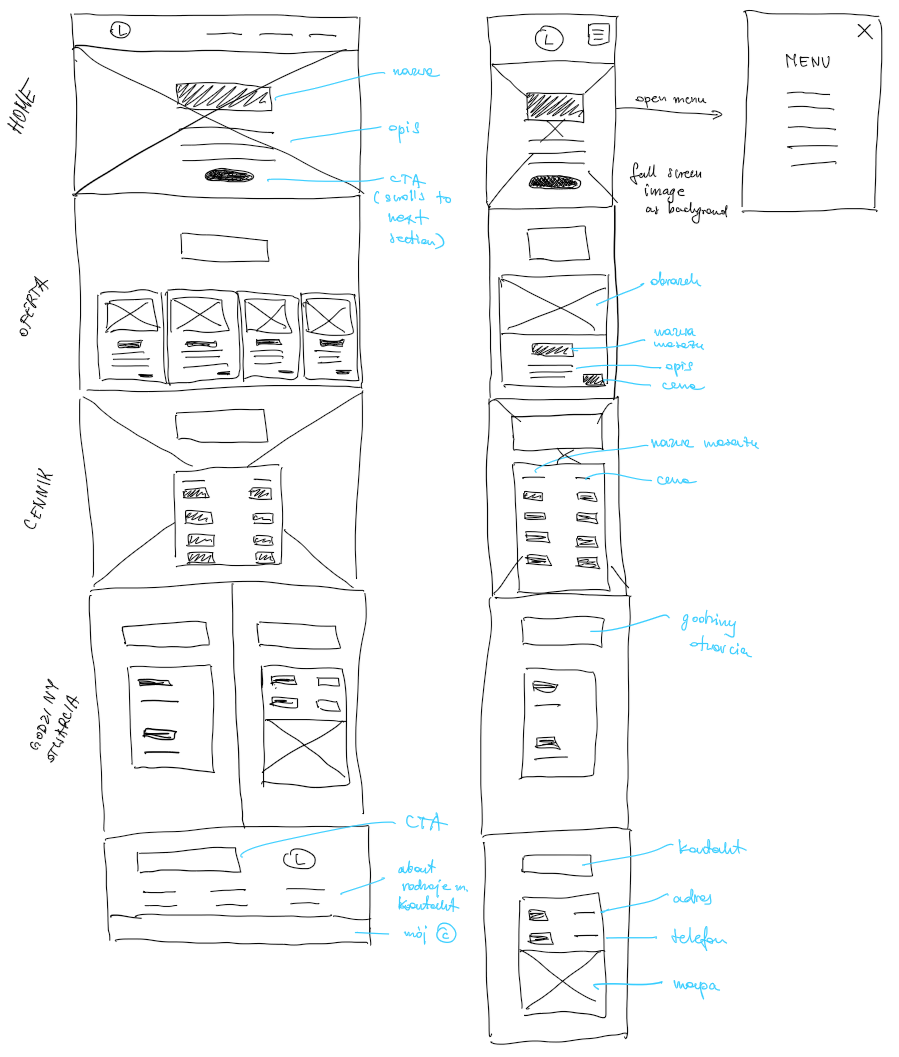 L
L
MENU
HOME
nazwa
opis
CTA
(scrolls to
next
section)
open menu
full screen
image
as background
OFERTA
obrazek
nazwa
masażu
opis
cena
CENNIK
nazwa masażu
cena
GODZINY
OTWARCIA
godziny
otwarcia
CTA
L
about
rodzaje m.
kontakt
mój C
kontakt
adres
telefon
mapa